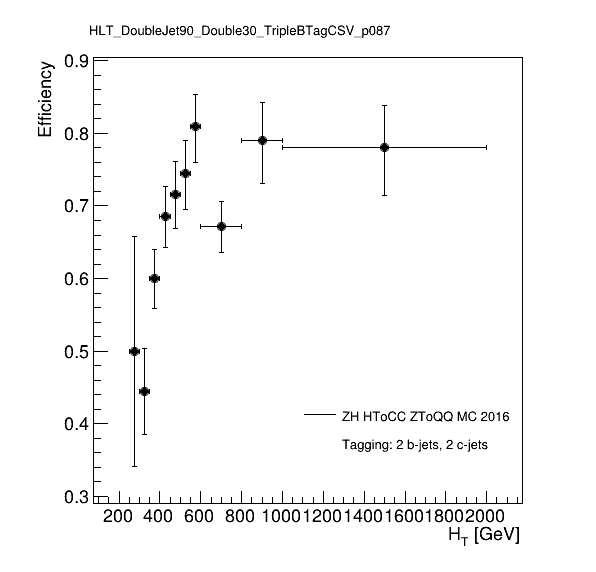 HLT_DoubleJet90_Double30_TripleBTagCSV_p087
Efficiency
0.9
0.8
0.7
0.6
0.5
0.4
0.3
ZH HToCC ZToQQ MC 2016
Tagging: 2 b-jets, 2 c-jets
200 400 600 800 1000 1200 1400 1600 1800 2000
H_T [GeV]